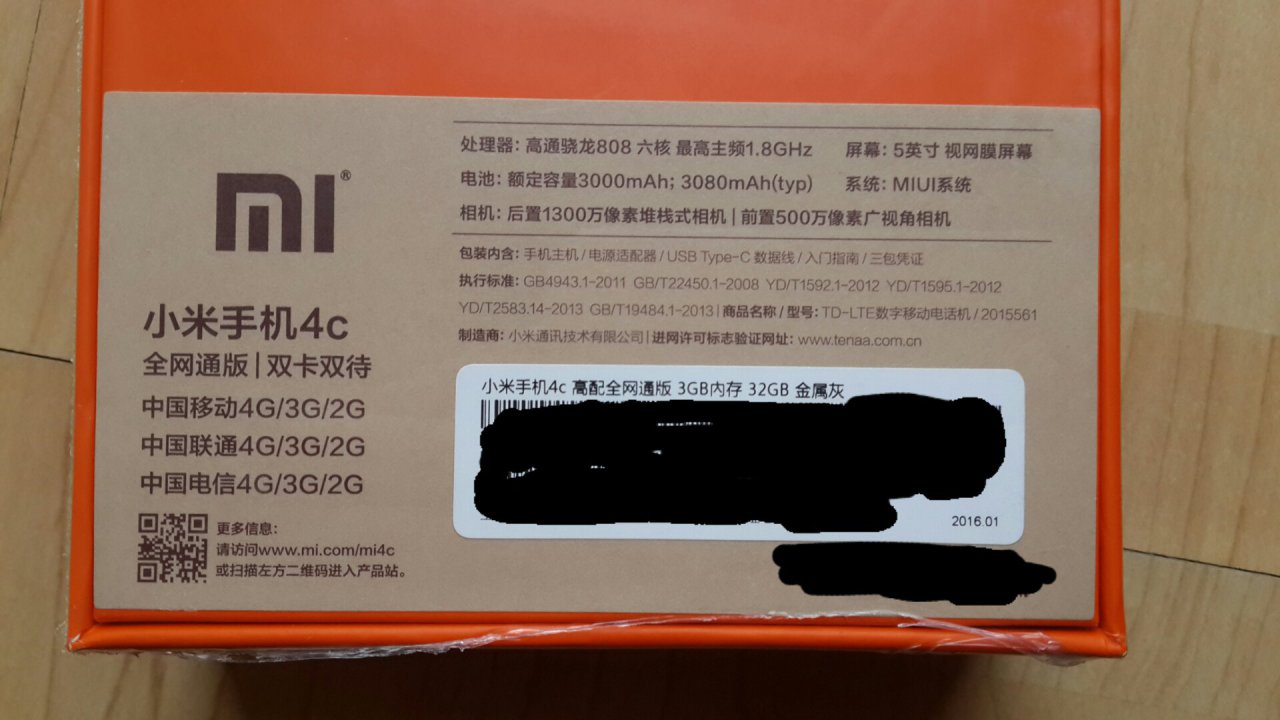 mi®
小米手机4c
全网通版 | 双卡双待
中国移动4G/3G/2G
中国联通4G/3G/2G
中国电信4G/3G/2G
更多信息:
请访问www.mi.com/mi4c
或扫描左方二维码进入产品站。
处理器: 高通骁龙808 六核 最高主频1.8GHz 屏幕: 5英寸 视网膜屏幕
电池: 额定容量3000mAh; 3080mAh(typ) 系统: MIUI系统
相机: 后置1300万像素堆栈式相机 | 前置500万像素广视角相机
包装内含: 手机主机 / 电源适配器 / USB Type-C 数据线 / 入门指南 / 三包凭证
执行标准: GB4943.1-2011 GB/T22450.1-2008 YD/T1592.1-2012 YD/T1595.1-2012
YD/T2583.14-2013 GB/T19484.1-2013 | 商品名称 / 型号: TD-LTE数字移动电话机 / 2015561
制造商: 小米通讯技术有限公司 | 进网许可标志验证网址: www.tenaa.com.cn
小米手机4c 高配全网通版 3GB内存 32GB 金属灰
2016.01